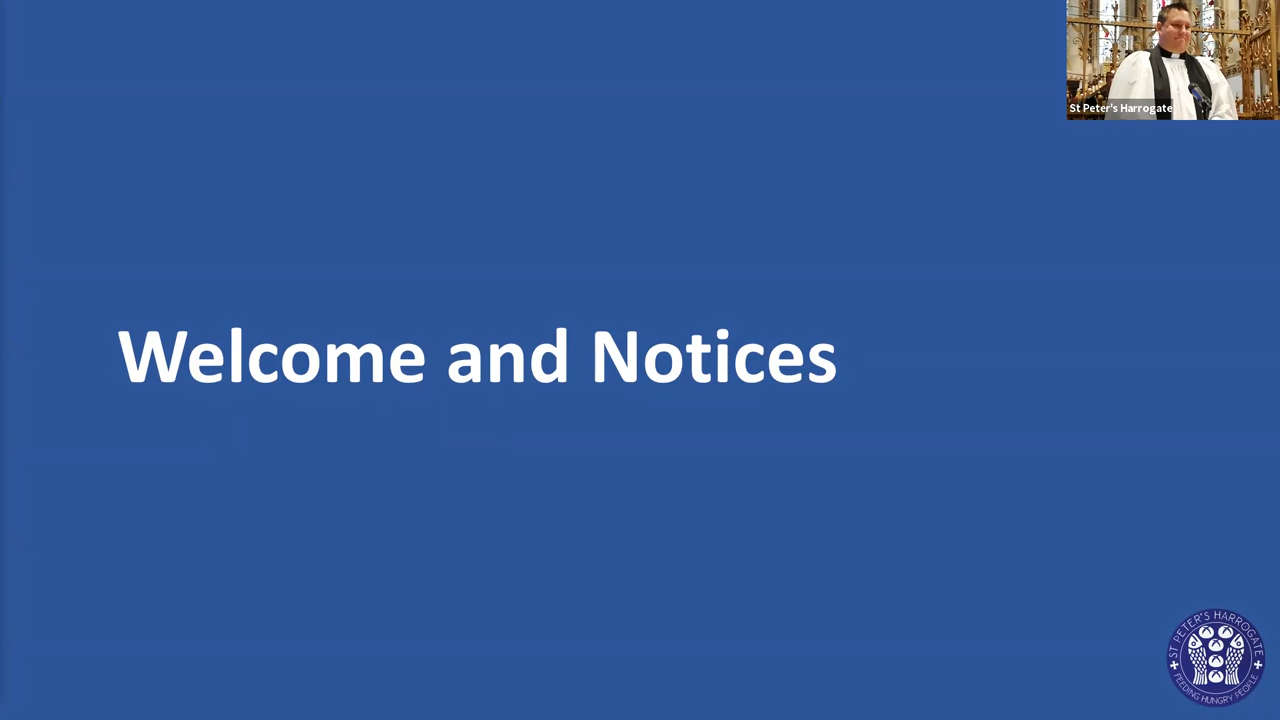 St Peter's Harrogate
Welcome and Notices
ST PETER'S HARROGATE
FEEDING HUNGRY PEOPLE